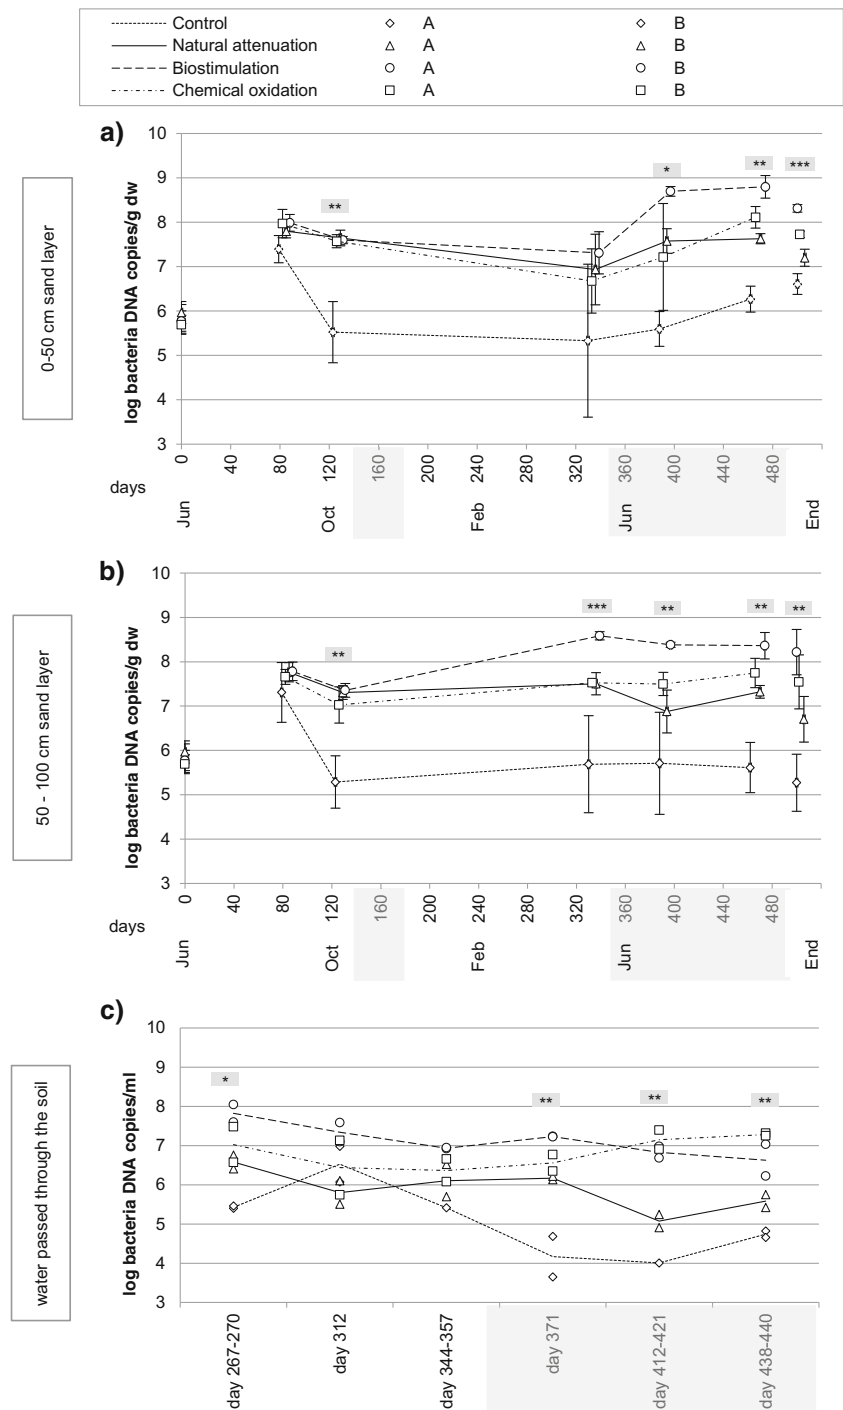 Control A B
Natural attenuation A B
Biostimulation A B
Chemical oxidation A B
a)
0-50 cm sand layer
log bacteria DNA copies/g dw
10
9
8
7
6
5
4
3
** * ** ***
0 40 80 120 160 200 240 280 320 360 400 440 480
days
Jun Oct Feb Jun End
b)
50 - 100 cm sand layer
log bacteria DNA copies/g dw
10
9
8
7
6
5
4
3
** *** ** ** **
0 40 80 120 160 200 240 280 320 360 400 440 480
days
Jun Oct Feb Jun End
c)
water passed through the soil
log bacteria DNA copies/ml
10
9
8
7
6
5
4
3
* ** ** **
day 267-270
day 312
day 344-357
day 371
day 412-421
day 438-440